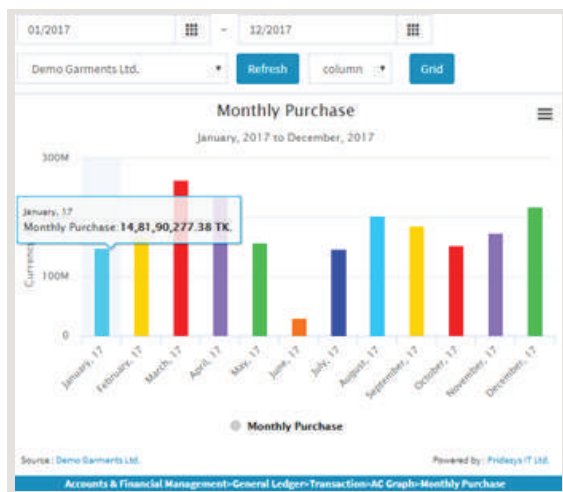 01/2017 - 12/2017
Demo Garments Ltd. Refresh column Grid
Monthly Purchase
January, 2017 to December, 2017
300M
January, 17
Monthly Purchase: 14,81,90,277.38 TK.
Currency
100M
0
January, 17 February, 17 March, 17 April, 17 May, 17 June, 17 July, 17 August, 17 September, 17 October, 17 November, 17 December, 17
Monthly Purchase
Source : Demo Garments Ltd. Powered by : Pridesys IT Ltd.
Accounts & Financial Management>General Ledger>Transaction>AC Graph>Monthly Purchase